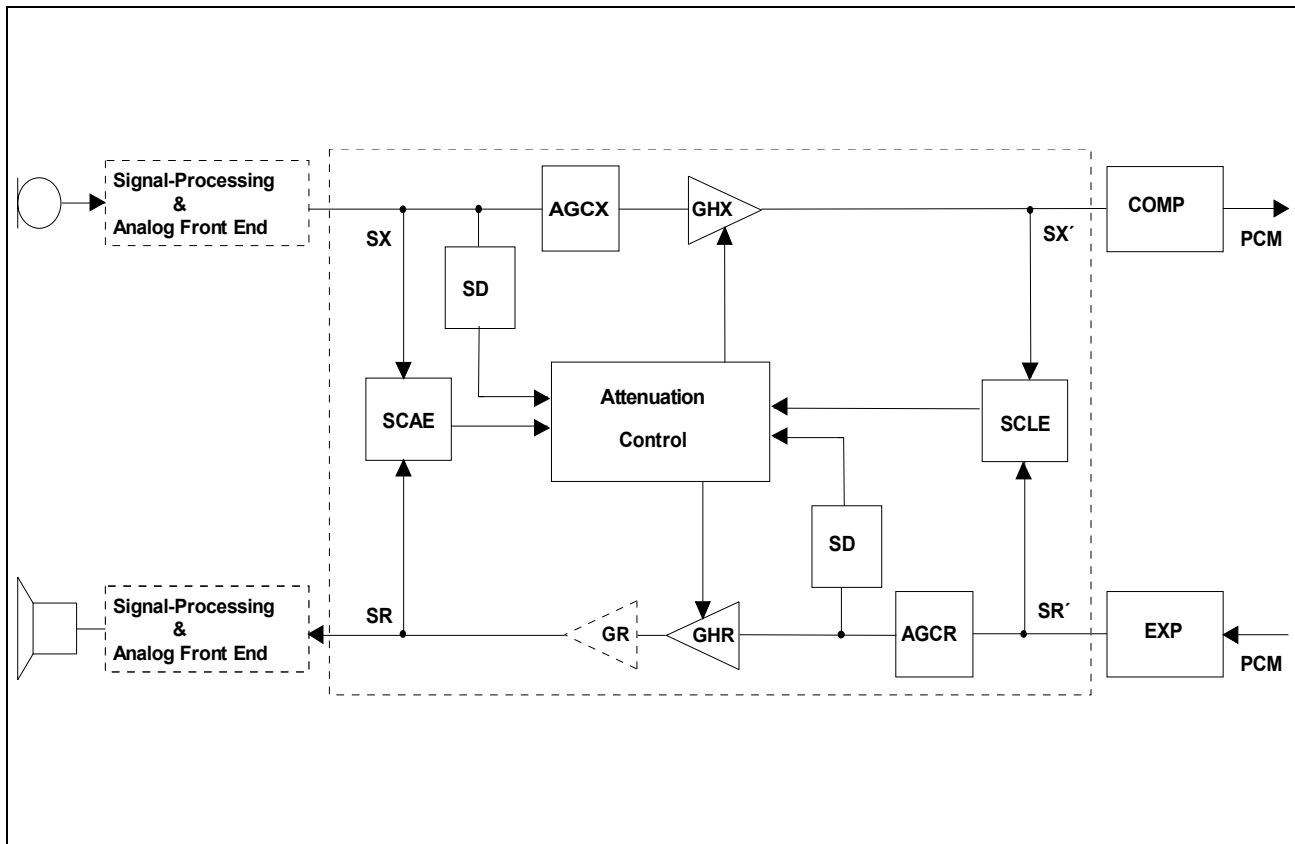 Signal-Processing
&
Analog Front End
SX
SD
AGCX
GHX
SX´
COMP
PCM
SCAE
Attenuation
Control
SCLE
SD
Signal-Processing
&
Analog Front End
SR
GR
GHR
AGCR
SR´
EXP
PCM